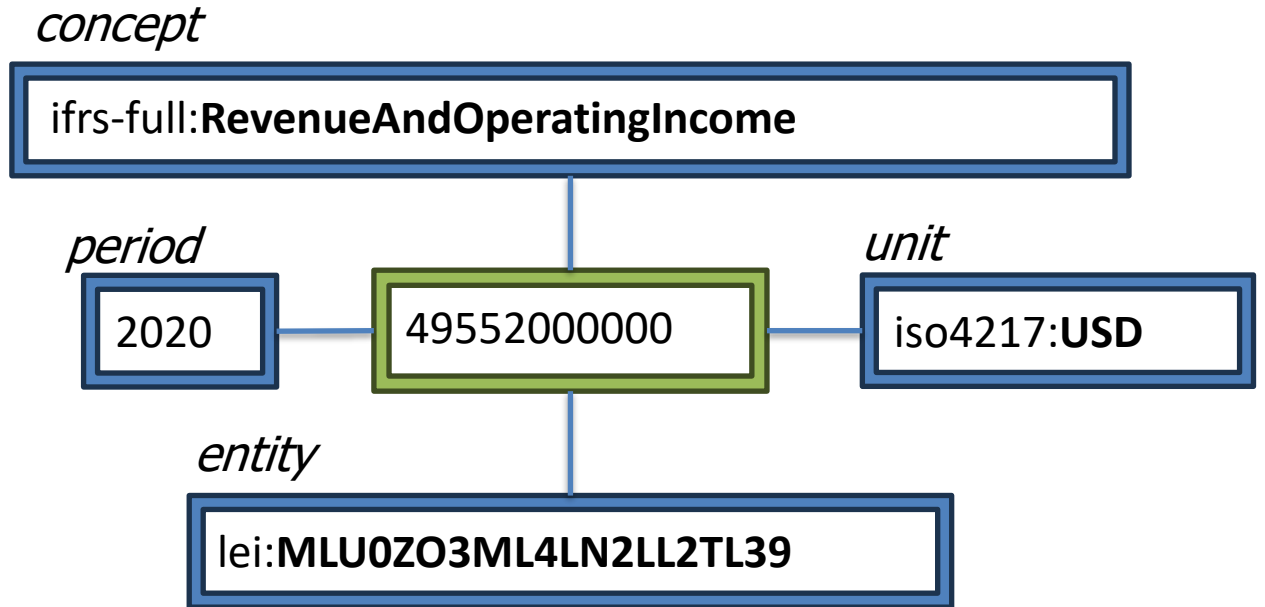 concept
ifrs-full:RevenueAndOperatingIncome
period
unit
2020
49552000000
iso4217:USD
entity
lei:MLU0ZO3ML4LN2LL2TL39